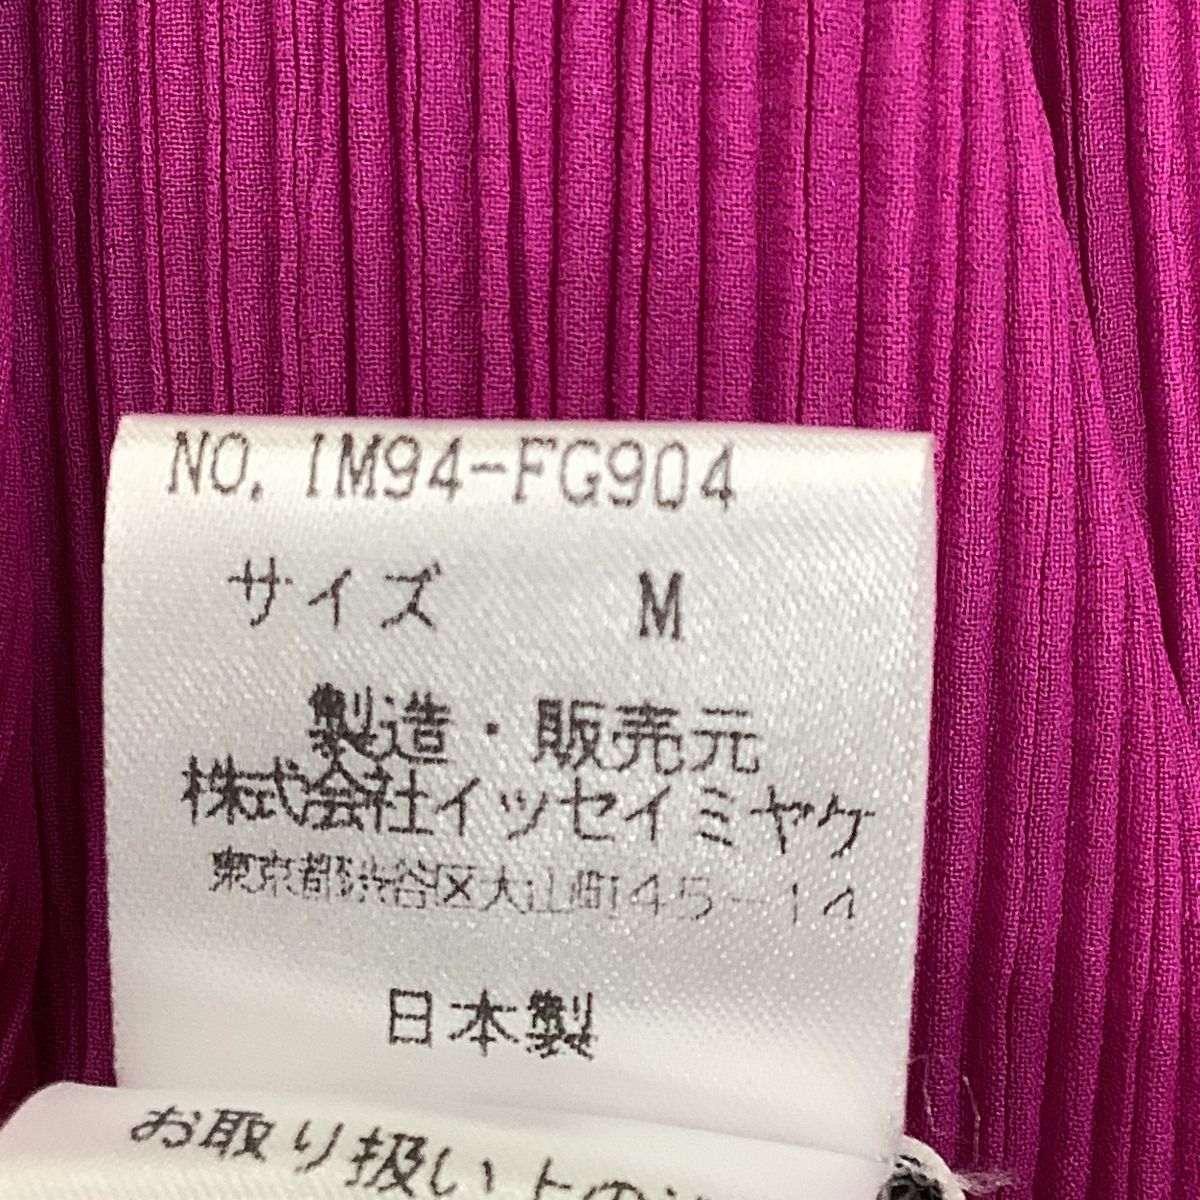 NO. IM94-FG904
サイズ M
製造・販売元
株式会社イッセイミヤケ
東京都渋谷区大山町45-14
日本製
お取り扱い上の